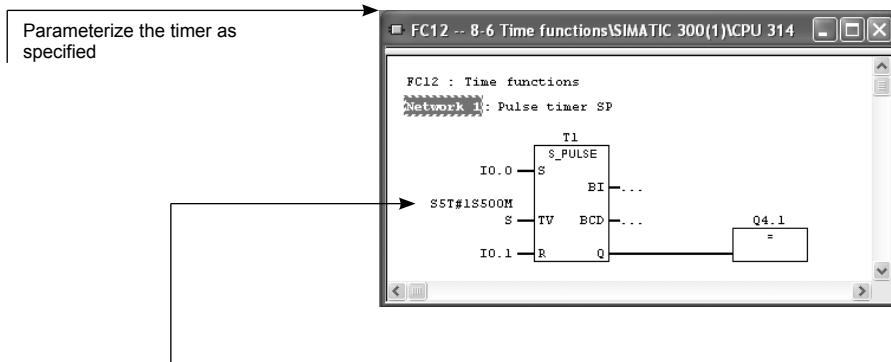 Parameterize the timer as
specified
FC12 -- 8-6 Time functions\SIMATIC 300(1)\CPU 314
FC12 : Time functions
Network 1: Pulse timer SP
T1
S_PULSE
I0.0 S
BI ...
S5T#1S500M
S TV BCD ... Q4.1
=
I0.1 R Q